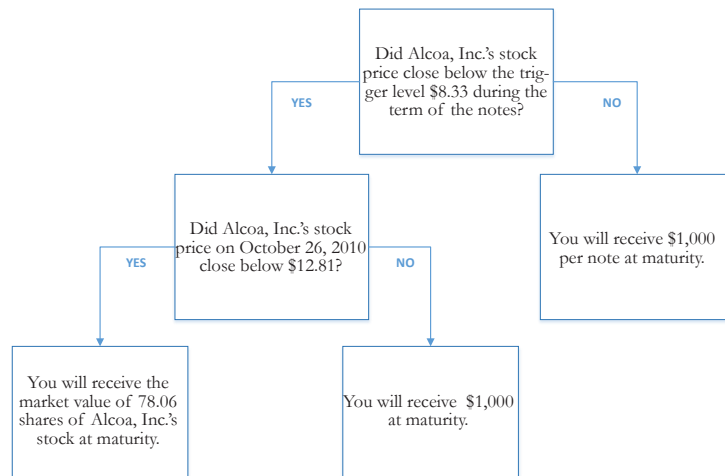 Did Alcoa, Inc.'s stock
price close below the trig-
ger level $8.33 during the
term of the notes?
YES
NO
Did Alcoa, Inc.'s stock
price on October 26, 2010
close below $12.81?
You will receive $1,000
per note at maturity.
YES
NO
You will receive the
market value of 78.06
shares of Alcoa, Inc.'s
stock at maturity.
You will receive $1,000
at maturity.